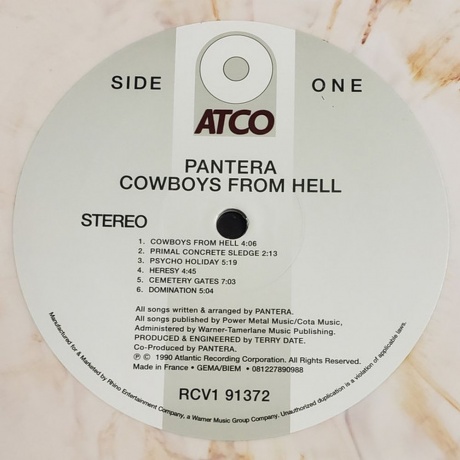 SIDE ONE
ATCO
PANTERA
COWBOYS FROM HELL
STEREO
1. COWBOYS FROM HELL 4:06
2. PRIMAL CONCRETE SLEDGE 2:13
3. PSYCHO HOLIDAY 5:19
4. HERESY 4:45
5. CEMETERY GATES 7:03
6. DOMINATION 5:04
All songs written & arranged by PANTERA.
All songs published by Power Metal Music/Cota Music,
Administered by Warner-Tamerlane Music Publishing.
PRODUCED & ENGINEERED by TERRY DATE.
Co-Produced by PANTERA.
℗ © 1990 Atlantic Recording Corporation. All Rights Reserved.
Made in France • GEMA/BIEM • 081227890988
RCV1 91372
Manufactured for & Marketed by Rhino Entertainment Company, a Warner Music Group Company. Unauthorized duplication is a violation of applicable laws.